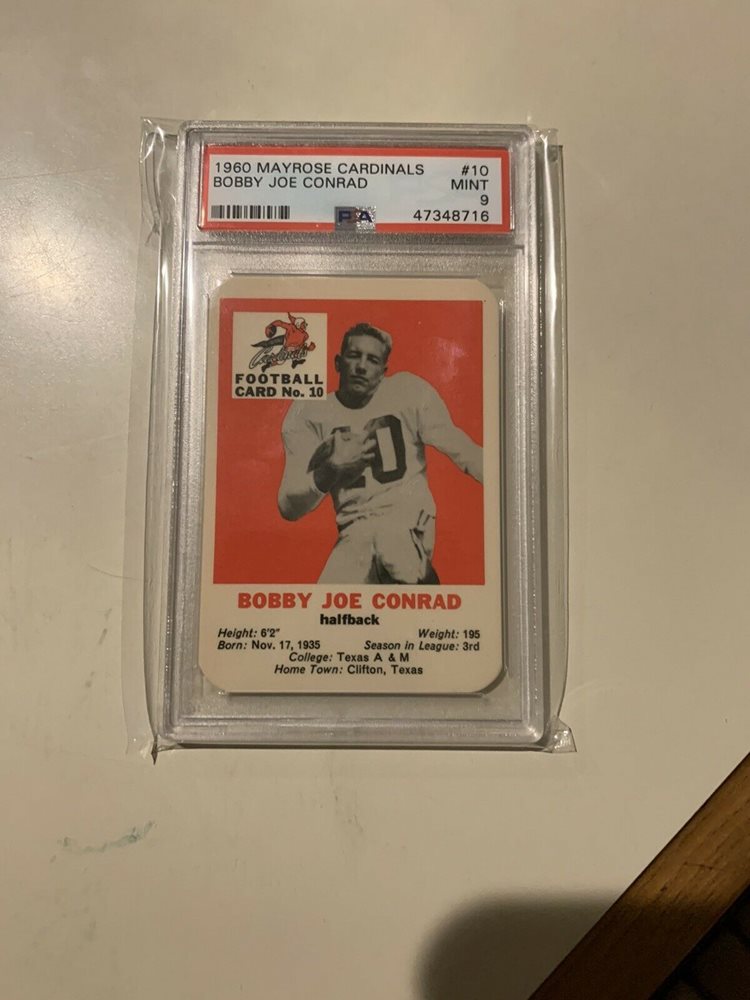 1960 MAYROSE CARDINALS #10
BOBBY JOE CONRAD MINT
9
PSA 47348716
Cardinals
FOOTBALL
CARD No. 10
10
BOBBY JOE CONRAD
halfback
Height: 6'2" Weight: 195
Born: Nov. 17, 1935 Season in League: 3rd
College: Texas A & M
Home Town: Clifton, Texas